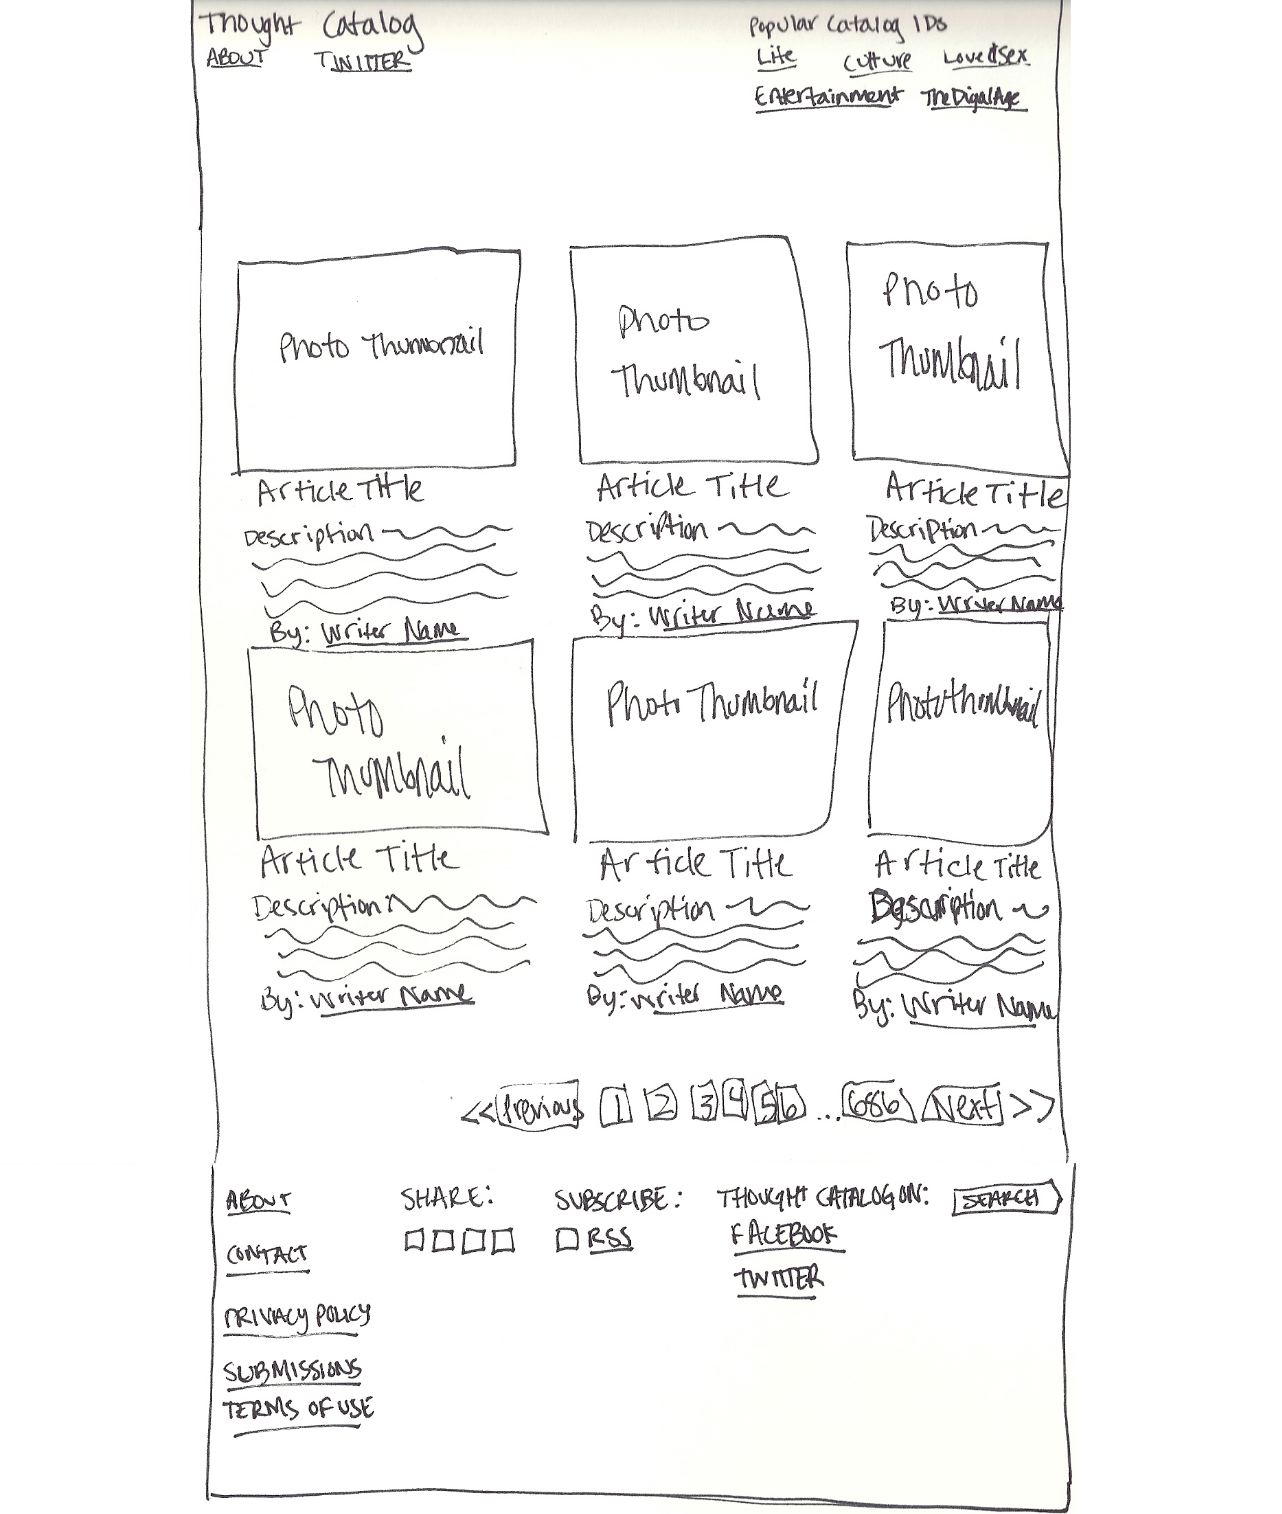 Thought Catalog
ABOUT TWITTER
Popular Catalog IDs
Life Culture Love&Sex
Entertainment TheDigalAge
Photo Thumbnail
Photo
Thumbnail
Photo
Thumbnail
Article Title
Description
By: Writer Name
Article Title
Description
By: Writer Name
Article Title
Description
By: Writer Name
Photo
Thumbnail
Photo Thumbnail
Photo thumbnail
Article Title
Description:
By: Writer Name
Article Title
Description
By: Writer Name
Article Title
Description
By: Writer Name
<<Previous 1 2 3 4 5 6 ... 686 Next >>
ABOUT
CONTACT
PRIVACY POLICY
SUBMISSIONS
TERMS OF USE
SHARE:
SUBSCRIBE:
RSS
THOUGHT CATALOG ON:
FACEBOOK
TWITTER
SEARCH